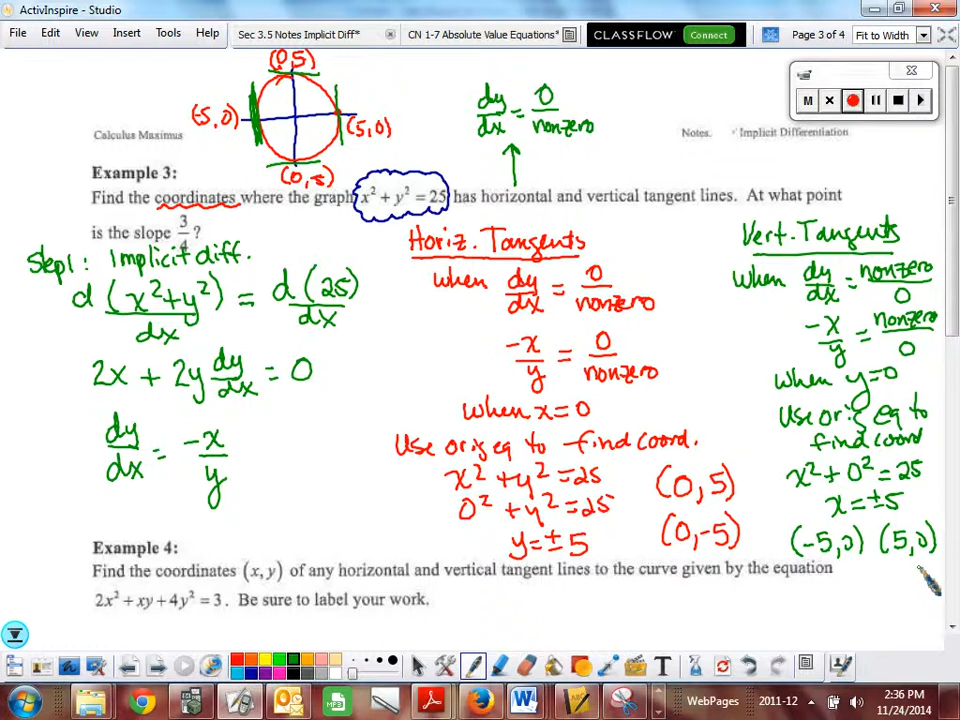 ActivInspire - Studio
File Edit View Insert Tools Help
Sec 3.5 Notes Implicit Diff*
CN 1-7 Absolute Value Equations*
CLASSFLOW Connect
3 of 4
Fit to Width
(0,5)
(-5,0)
(5,0)
(0,-5)
dy/dx = 0/nonzero
M
Calculus Maximus
Notes.
Implicit Differentiation
Example 3:
Find the coordinates where the graph x² + y² = 25 has horizontal and vertical tangent lines. At what point
is the slope 3/4?
Step 1: Implicit diff.
d(x²+y²)/dx = d(25)/dx
2x + 2y dy/dx = 0
dy/dx = -x/y
Horiz. Tangents
when dy/dx = 0/nonzero
-x/y = 0/nonzero
when x=0
Use orig eq to find coord.
x² + y² = 25
0² + y² = 25
y = ±5
(0,5)
(0,-5)
Vert. Tangents
when dy/dx = nonzero/0
-x/y = nonzero/0
when y=0
Use orig eq to
find coord
x² + 0² = 25
x = ±5
(-5,0) (5,0)
Example 4:
Find the coordinates (x, y) of any horizontal and vertical tangent lines to the curve given by the equation
2x² + xy + 4y² = 3. Be sure to label your work.
WebPages
2011-12
2:36 PM
11/24/2014